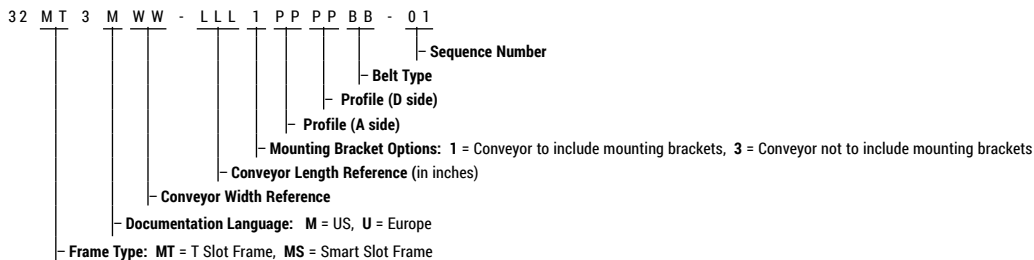 32 MT 3 M WW - LLL 1 PP PP BB - 01
Sequence Number
Belt Type
Profile (D side)
Profile (A side)
Mounting Bracket Options: 1 = Conveyor to include mounting brackets, 3 = Conveyor not to include mounting brackets
Conveyor Length Reference (in inches)
Conveyor Width Reference
Documentation Language: M = US, U = Europe
Frame Type: MT = T Slot Frame, MS = Smart Slot Frame